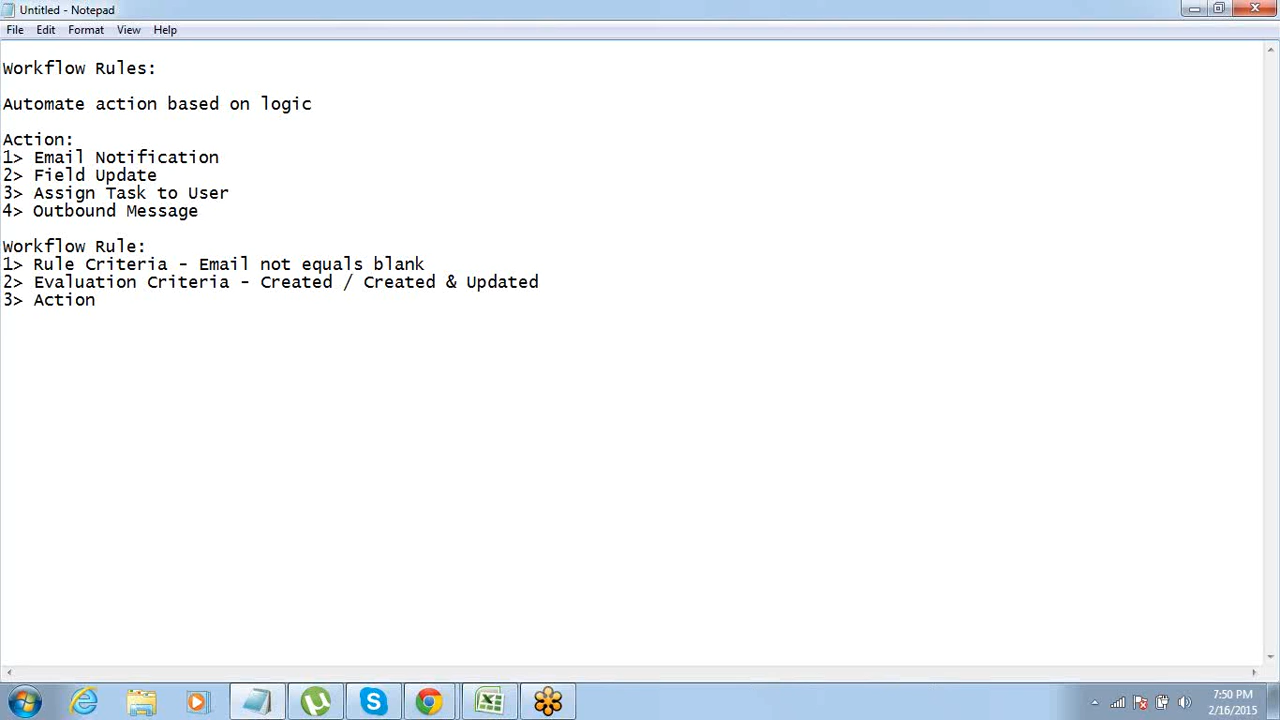 Untitled - Notepad
File Edit Format View Help
Workflow Rules:
Automate action based on logic
Action:
1> Email Notification
2> Field Update
3> Assign Task to User
4> Outbound Message
Workflow Rule:
1> Rule Criteria - Email not equals blank
2> Evaluation Criteria - Created / Created & Updated
3> Action
7:50 PM
2/16/2015